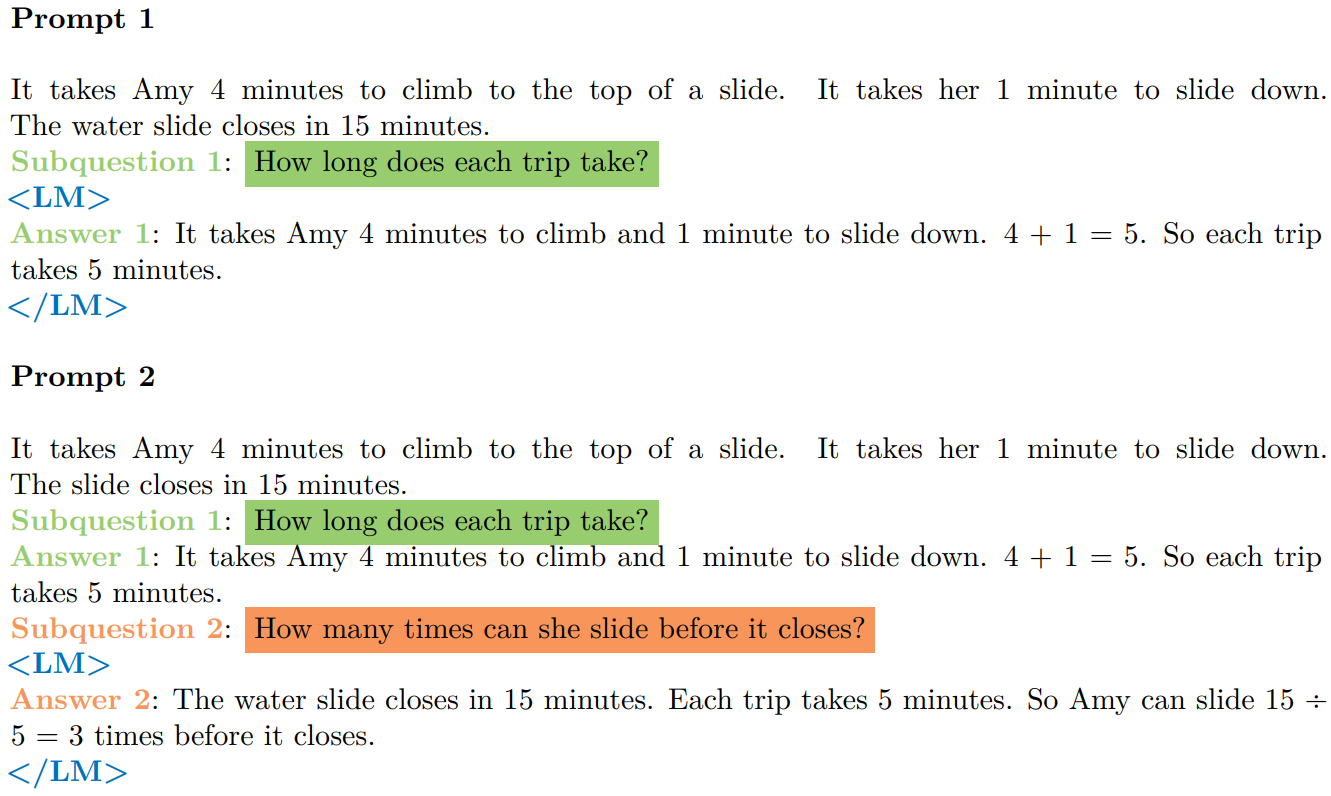 Prompt 1
It takes Amy 4 minutes to climb to the top of a slide. It takes her 1 minute to slide down.
The water slide closes in 15 minutes.
Subquestion 1: How long does each trip take?
<LM>
Answer 1: It takes Amy 4 minutes to climb and 1 minute to slide down. 4 + 1 = 5. So each trip
takes 5 minutes.
</LM>
Prompt 2
It takes Amy 4 minutes to climb to the top of a slide. It takes her 1 minute to slide down.
The slide closes in 15 minutes.
Subquestion 1: How long does each trip take?
Answer 1: It takes Amy 4 minutes to climb and 1 minute to slide down. 4 + 1 = 5. So each trip
takes 5 minutes.
Subquestion 2: How many times can she slide before it closes?
<LM>
Answer 2: The water slide closes in 15 minutes. Each trip takes 5 minutes. So Amy can slide 15 ÷
5 = 3 times before it closes.
</LM>